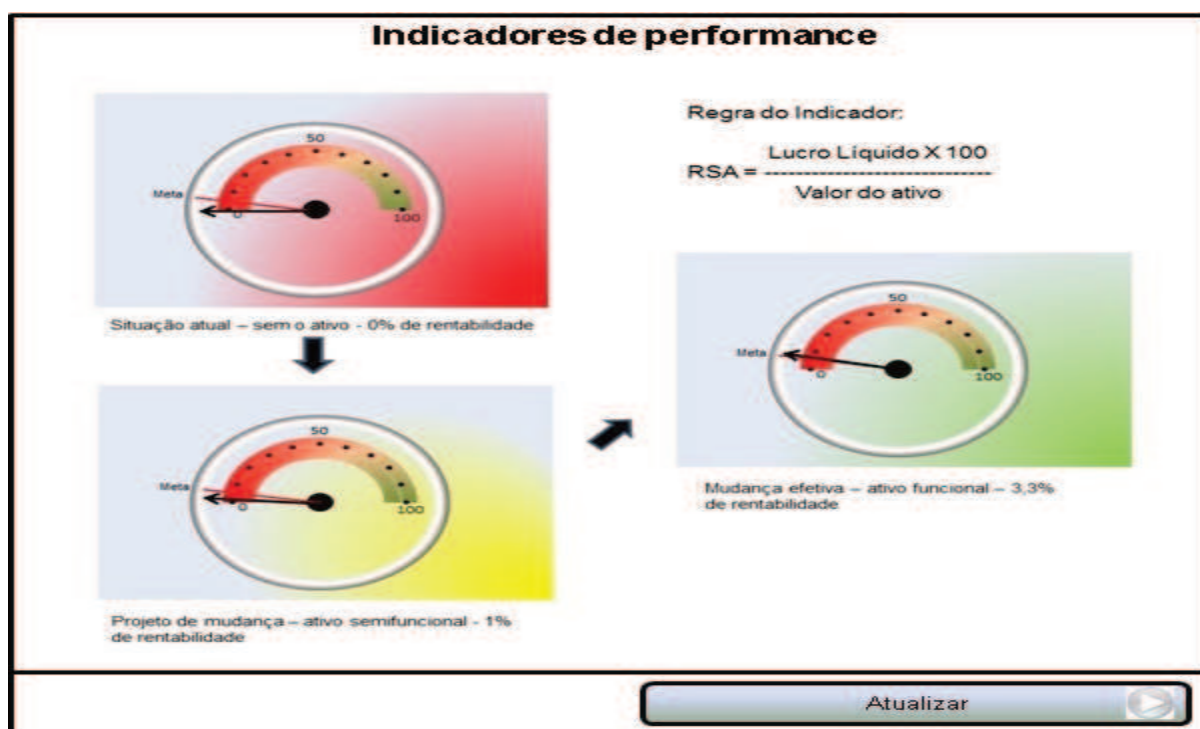 Indicadores de performance
50
Meta
0
100
Situação atual – sem o ativo - 0% de rentabilidade
Regra do Indicador:
Lucro Líquido X 100
RSA = ------------------------------
Valor do ativo
50
Meta
0
100
Projeto de mudança – ativo semifuncional - 1%
de rentabilidade
50
Meta
0
100
Mudança efetiva – ativo funcional – 3,3%
de rentabilidade
Atualizar